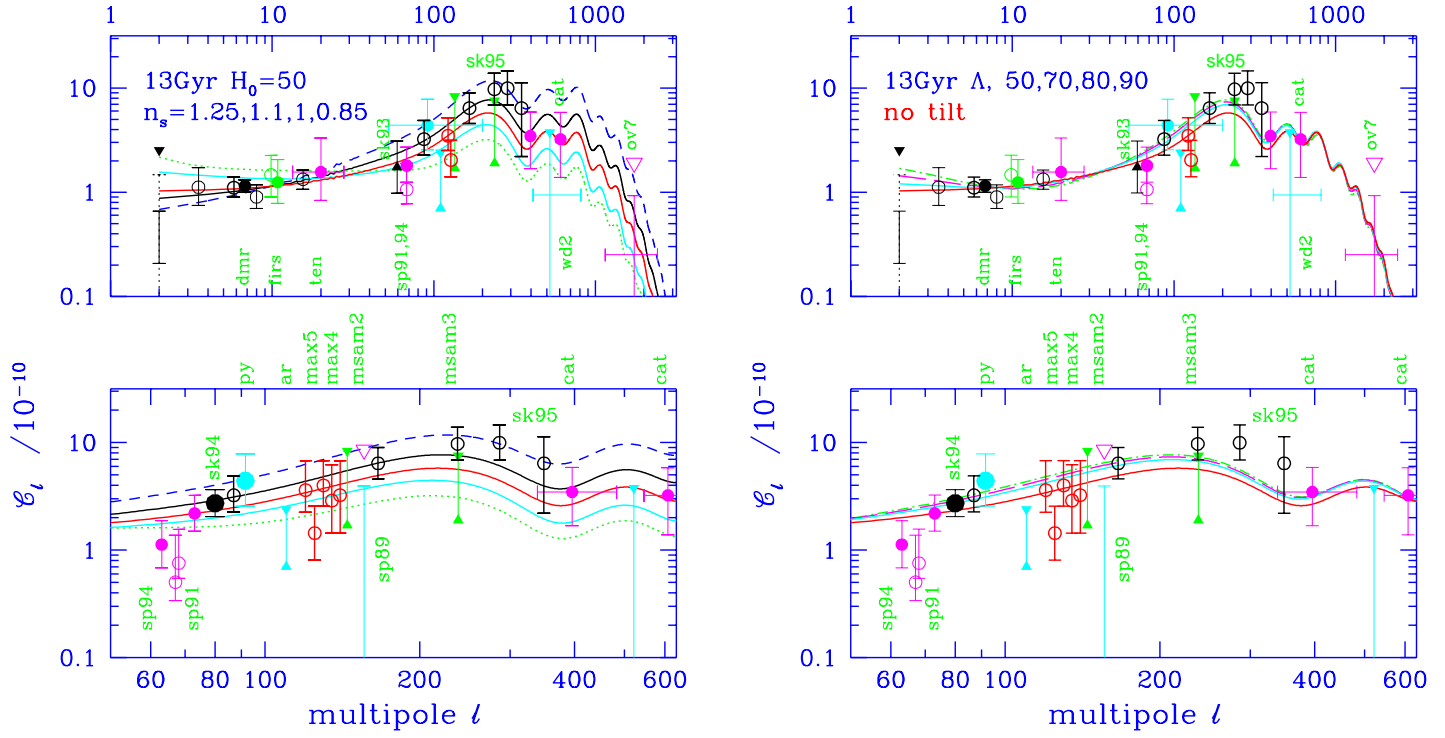 1 10 100 1000
1 10 100 1000
10
1
0.1
13Gyr H₀=50
nₛ=1.25,1.1,1,0.85
sk95
sk93
cat
ov7
dmr
firs
ten
sp91,94
wd2
10
1
0.1
13Gyr Λ, 50,70,80,90
no tilt
sk95
sk93
cat
ov7
dmr
firs
ten
sp91,94
wd2
py
ar
max5
max4
msam2
msam3
cat
cat
py
ar
max5
max4
msam2
msam3
cat
cat
𝒞ₗ /10⁻¹⁰
10
1
0.1
sk94
sk95
sp94
sp91
sp89
60 80 100 200 400 600
multipole ℓ
𝒞ₗ /10⁻¹⁰
10
1
0.1
sk94
sk95
sp94
sp91
sp89
60 80 100 200 400 600
multipole ℓ